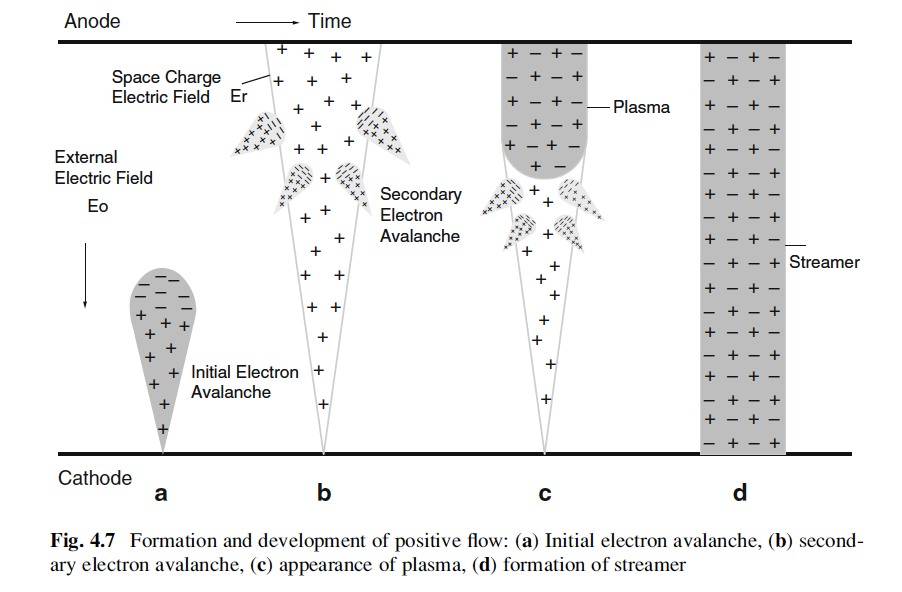 Anode
Time
Space Charge
Electric Field Er
External
Electric Field
Eo
Secondary
Electron
Avalanche
Plasma
Streamer
Initial Electron
Avalanche
Cathode
a b c d
Fig. 4.7 Formation and development of positive flow: (a) Initial electron avalanche, (b) second-
ary electron avalanche, (c) appearance of plasma, (d) formation of streamer